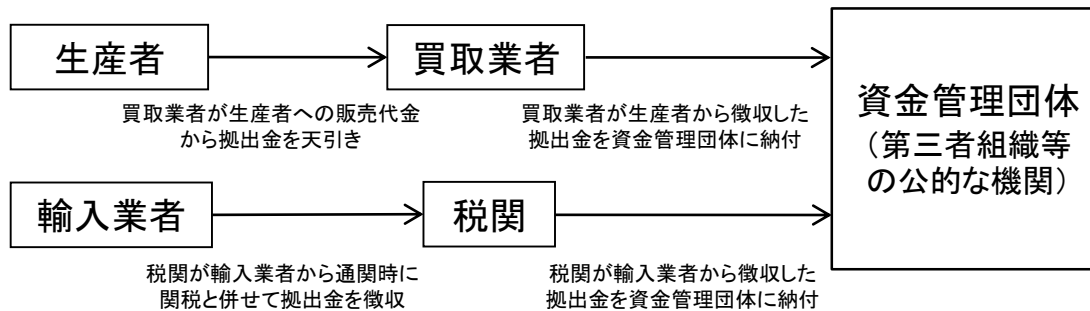 生産者
買取業者
買取業者が生産者への販売代金
から拠出金を天引き
買取業者が生産者から徴収した
拠出金を資金管理団体に納付
資金管理団体
（第三者組織等
の公的な機関）
輸入業者
税関
税関が輸入業者から通関時に
関税と併せて拠出金を徴収
税関が輸入業者から徴収した
拠出金を資金管理団体に納付